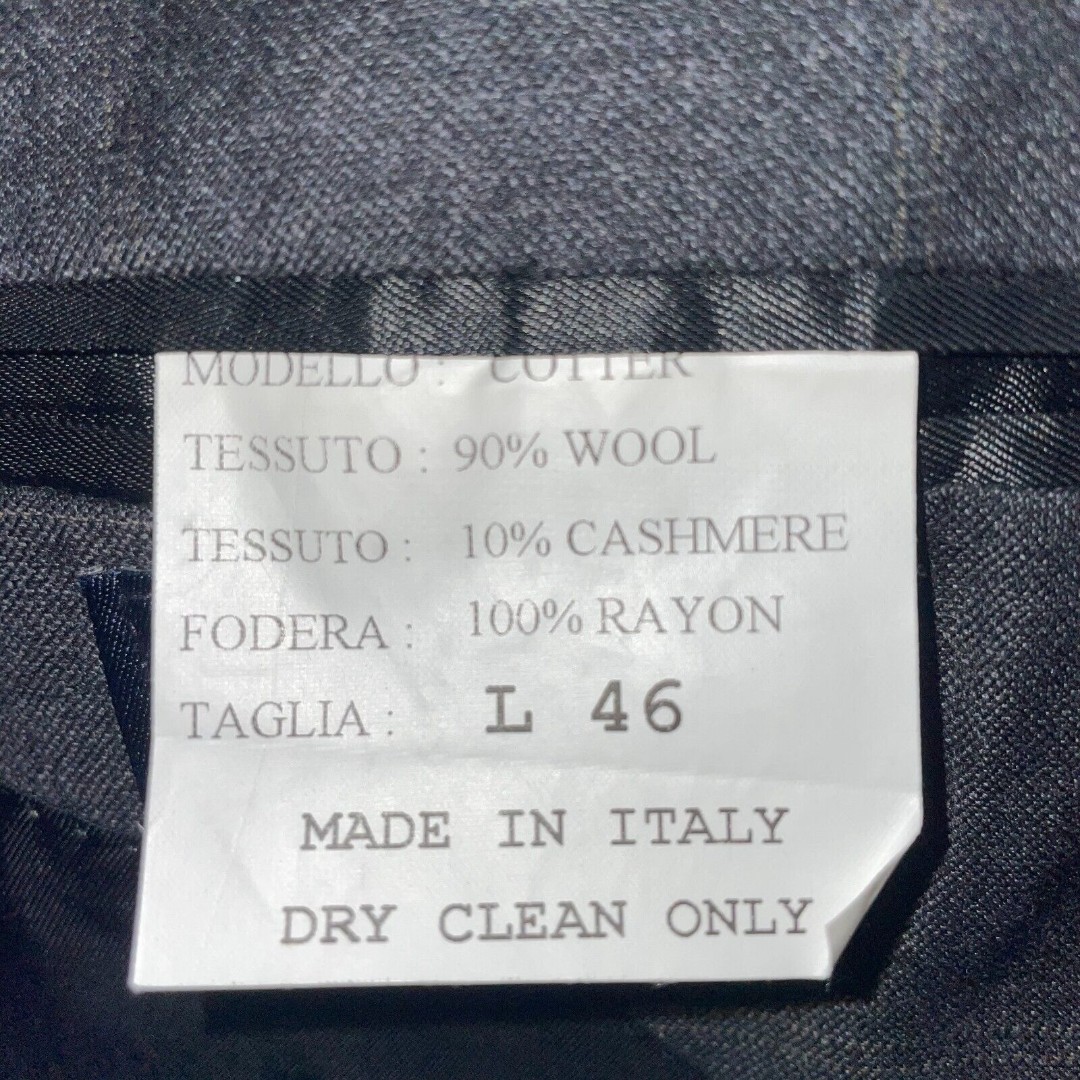 MODELLO : COTTER
TESSUTO : 90% WOOL
TESSUTO : 10% CASHMERE
FODERA : 100% RAYON
TAGLIA : L 46
MADE IN ITALY
DRY CLEAN ONLY